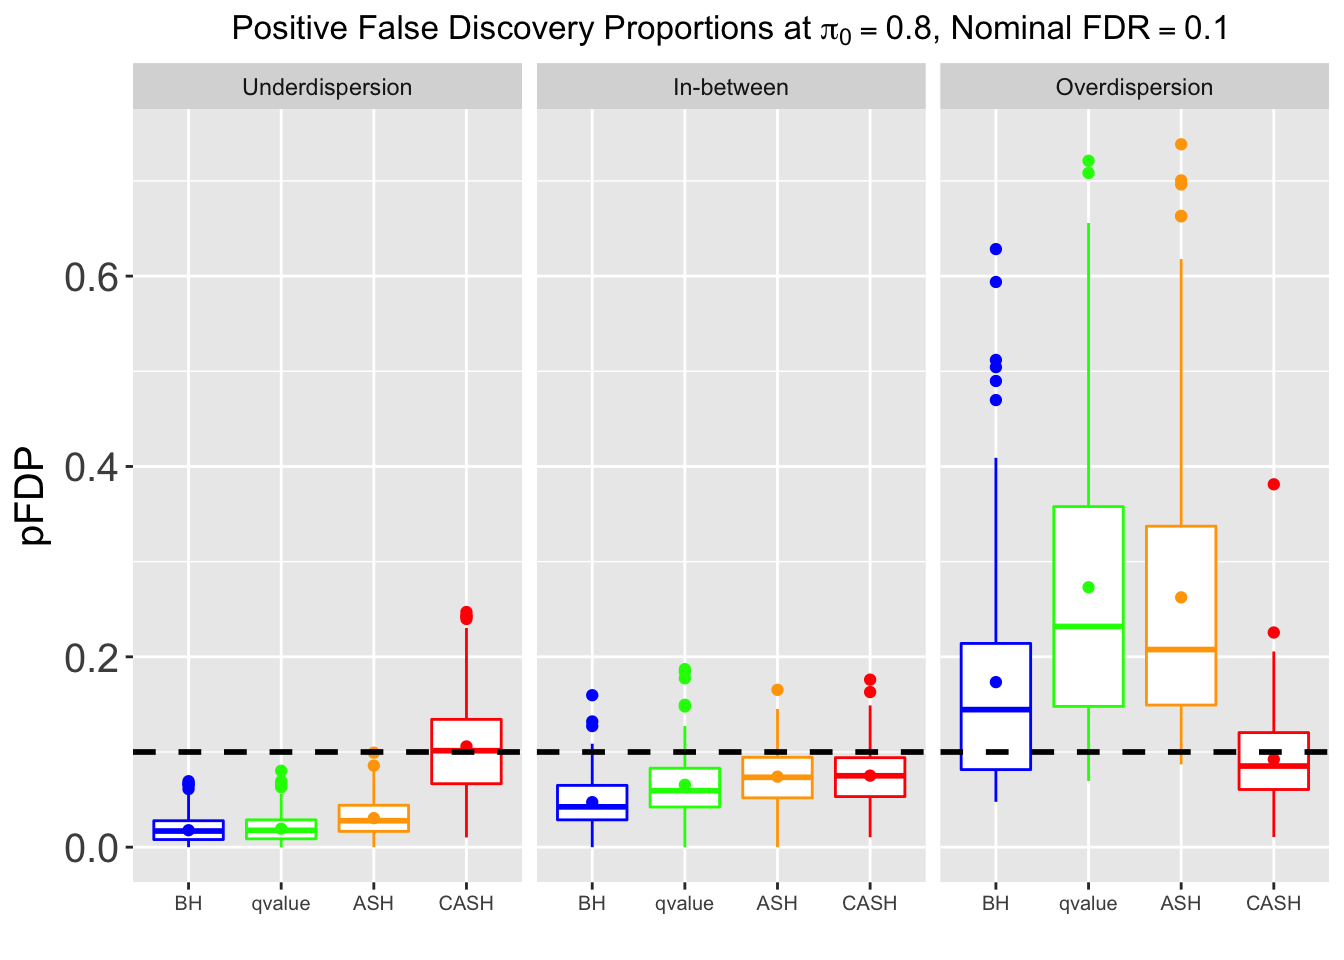 Positive False Discovery Proportions at π₀ = 0.8, Nominal FDR = 0.1
Underdispersion In-between Overdispersion
pFDP
0.6
0.4
0.2
0.0
BH qvalue ASH CASH BH qvalue ASH CASH BH qvalue ASH CASH